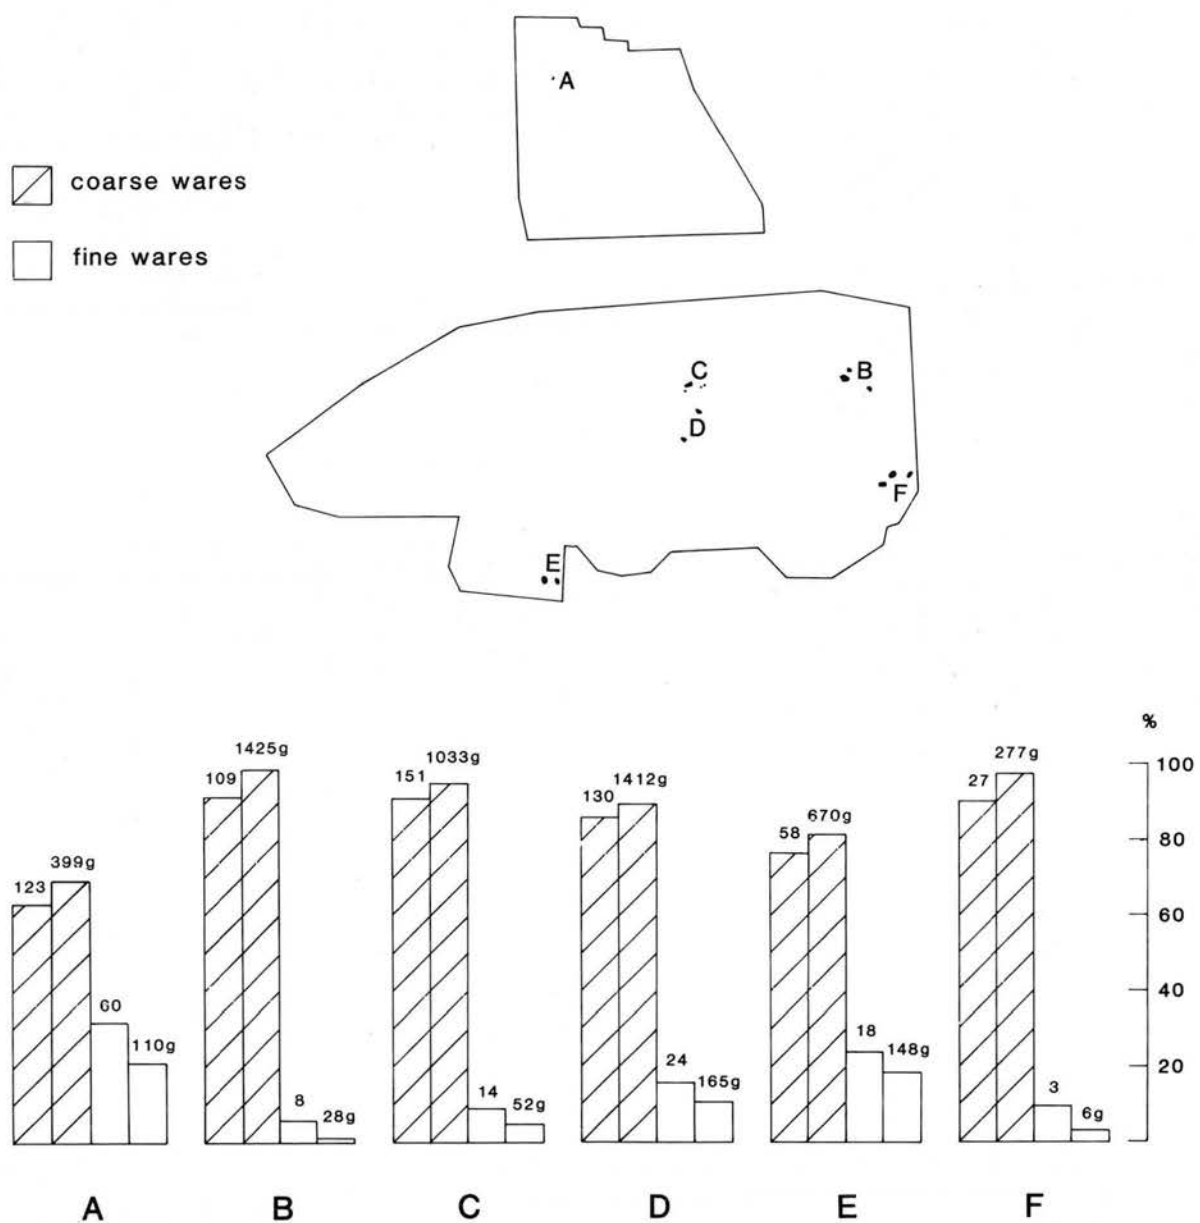 A
coarse wares
fine wares
C
B
D
F
E
%
100
80
60
40
20
123 399g 60 110g
109 1425g 8 28g
151 1033g 14 52g
130 1412g 24 165g
58 670g 18 148g
27 277g 3 6g
A B C D E F